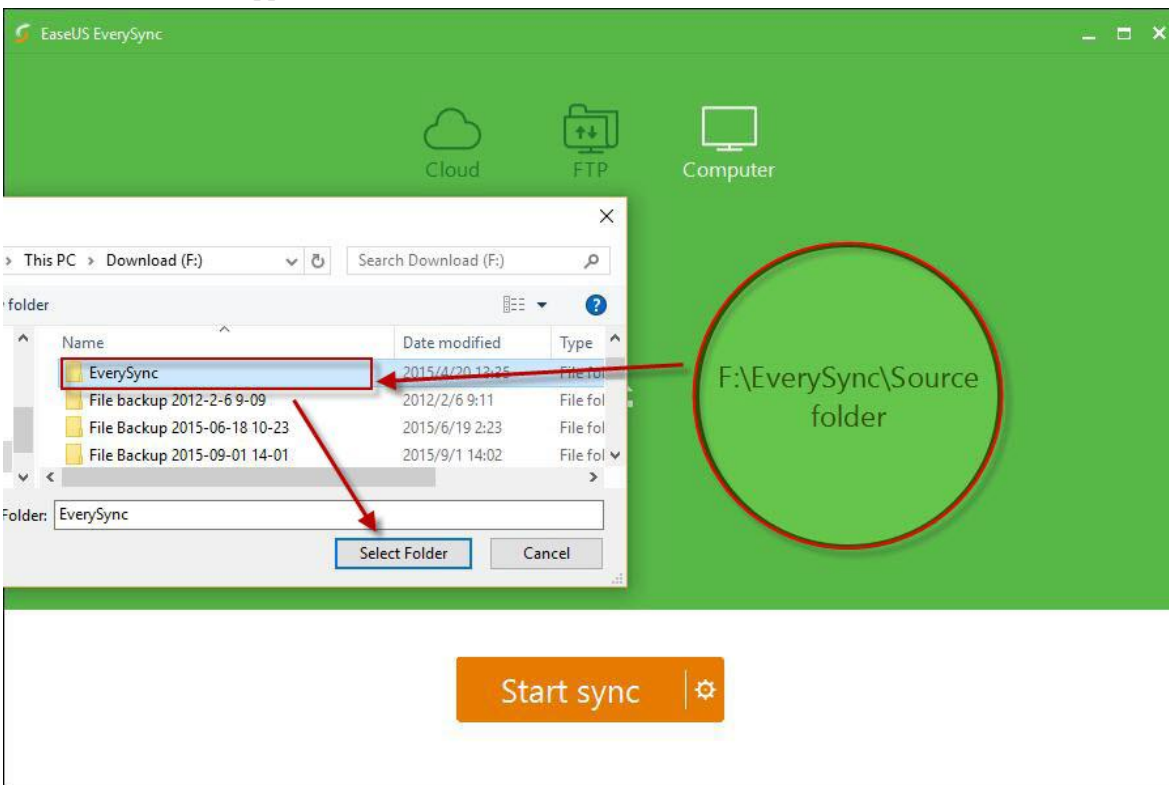 EaseUS EverySync
Cloud
FTP
Computer
> This PC > Download (F:)
Search Download (F:)
folder
Name
Date modified
Type
EverySync
2015/4/20 13:35
File fol
File backup 2012-2-6 9-09
2012/2/6 9:11
File fol
File Backup 2015-06-18 10-23
2015/6/19 2:23
File fol
File Backup 2015-09-01 14-01
2015/9/1 14:02
File fol
Folder: EverySync
Select Folder
Cancel
F:\EverySync\Source
folder
Start sync